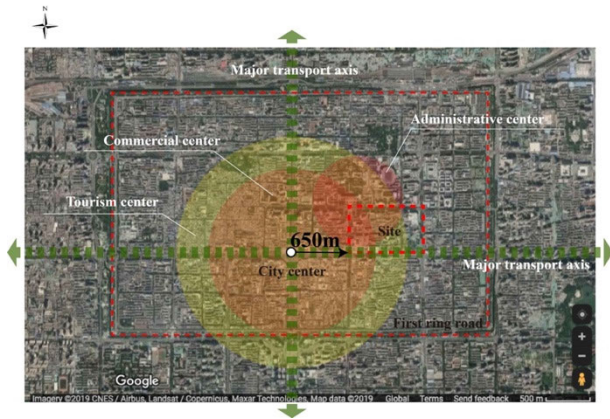 N
Major transport axis
Administrative center
Commercial center
Tourism center
Site
650m
City center
Major transport axis
First ring road
Google
Imagery ©2019 CNES / Airbus, Landsat / Copernicus, Maxar Technologies, Map data ©2019 Global Terms Send feedback 500 m